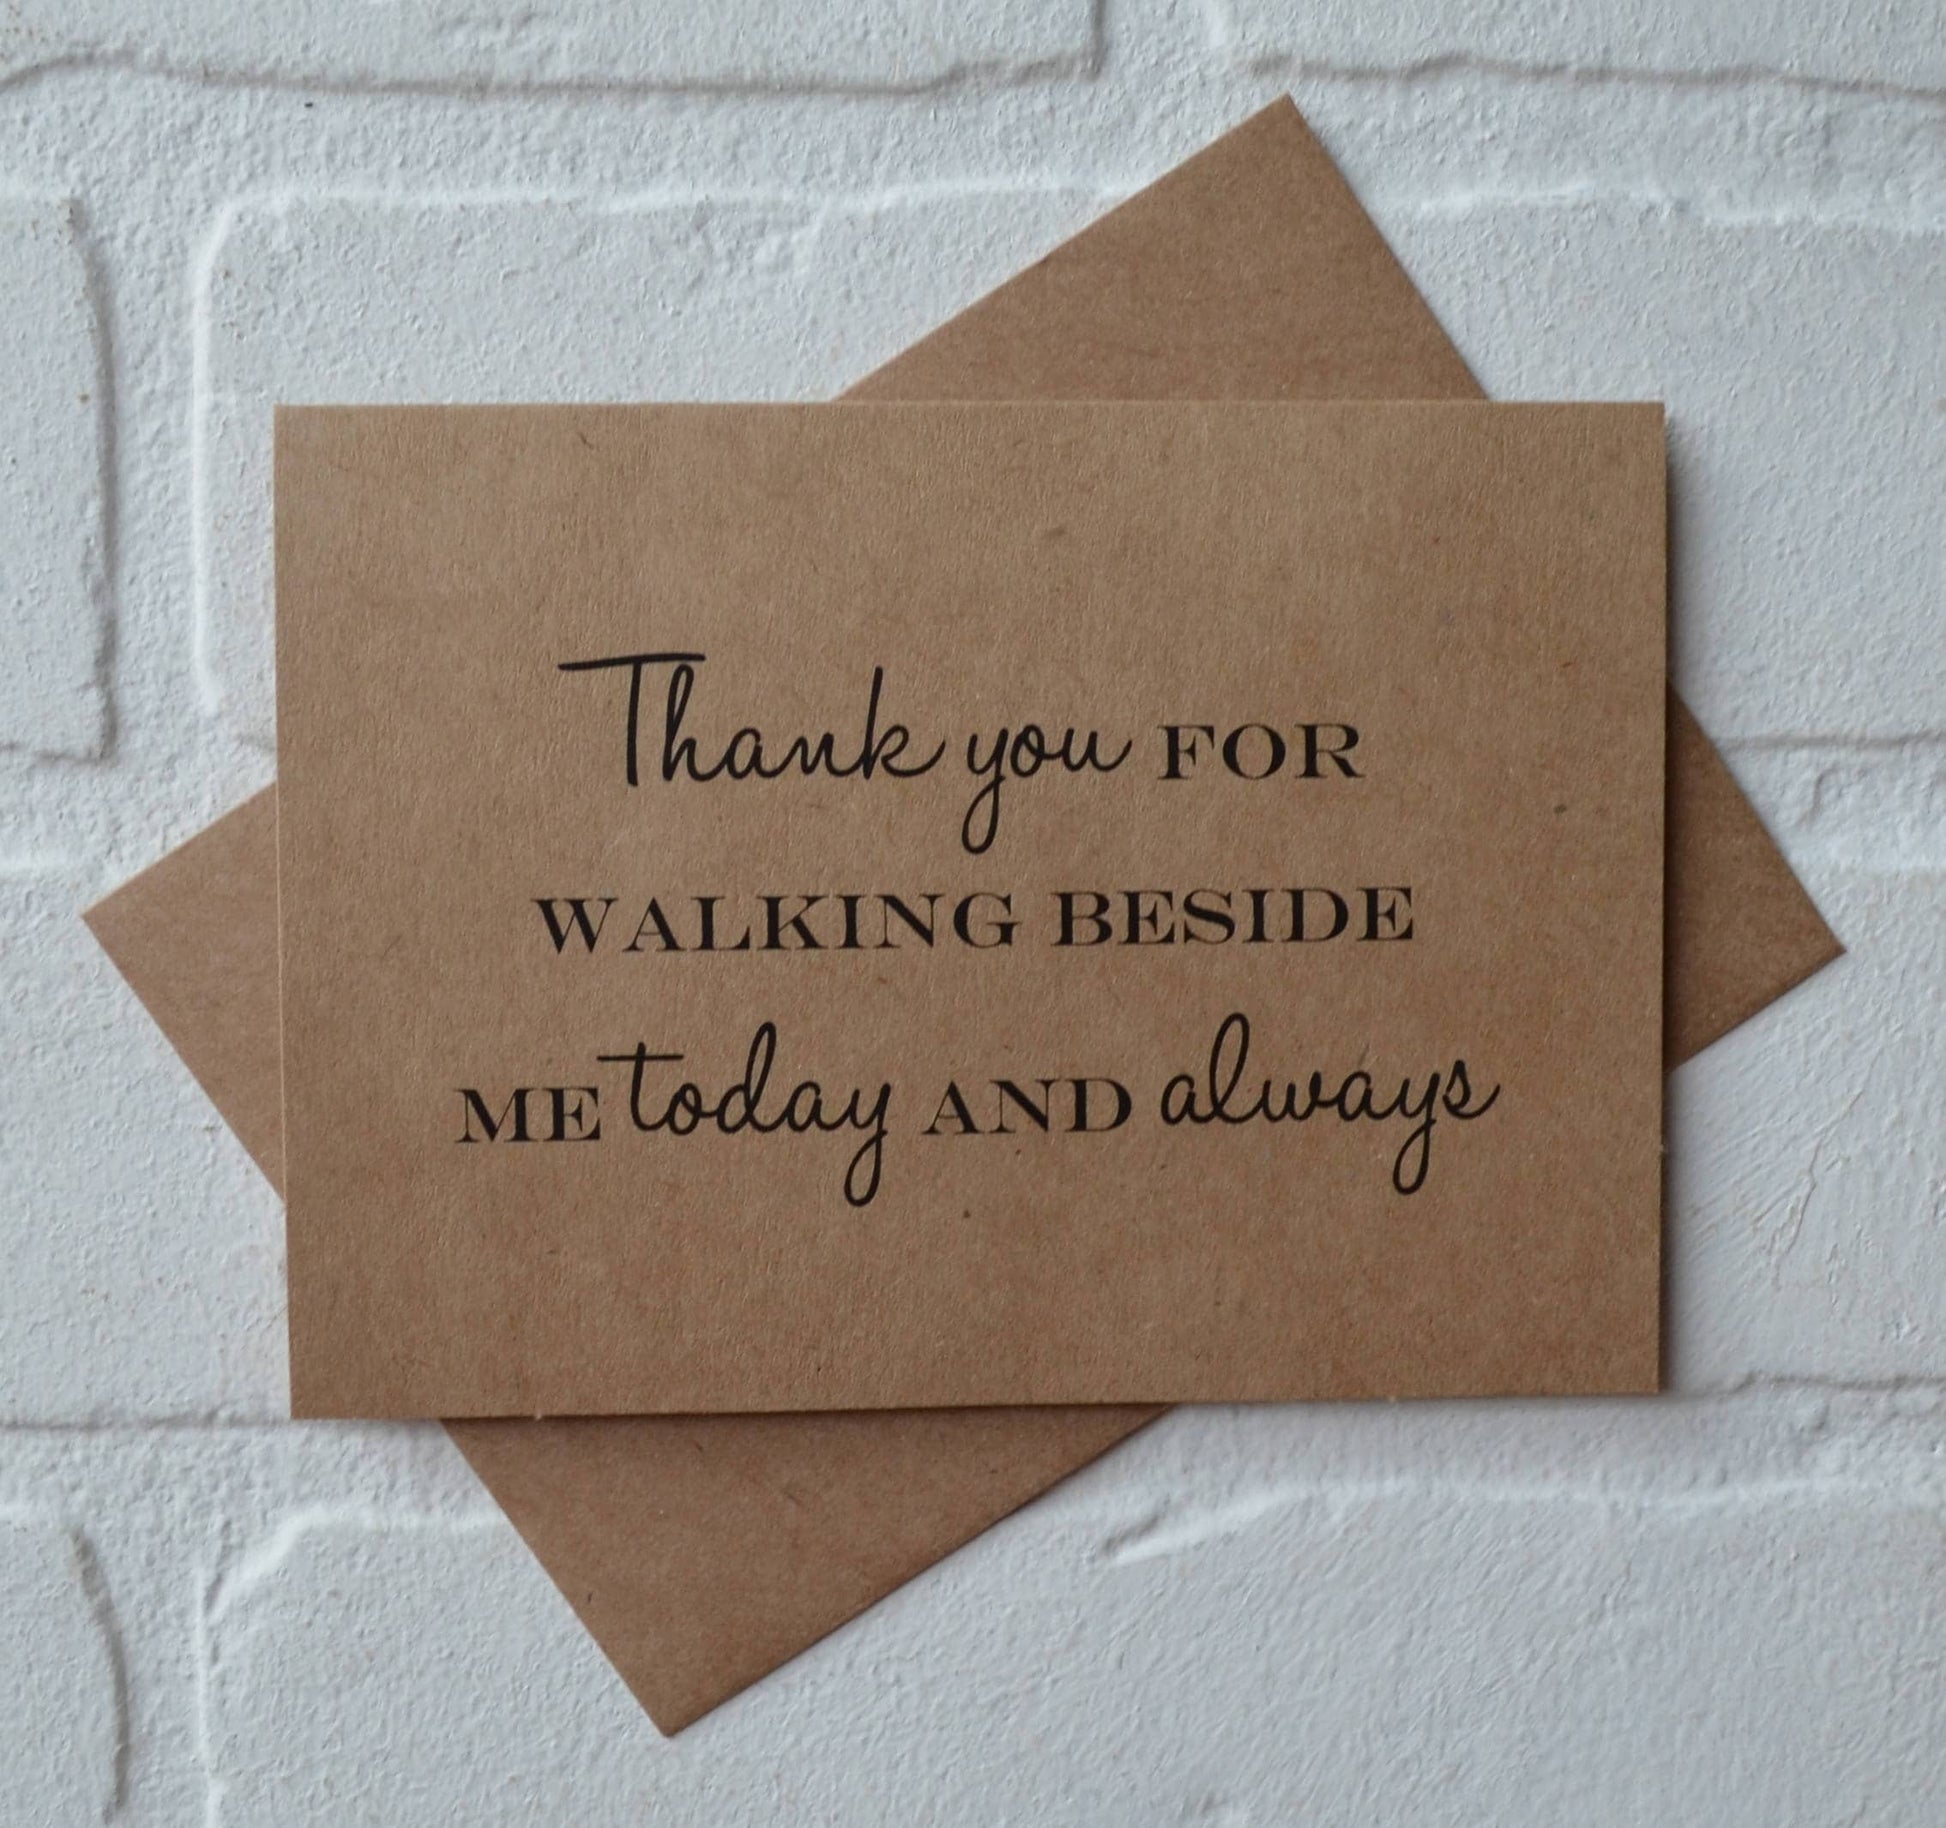 Thank you FOR
WALKING BESIDE
ME today AND always